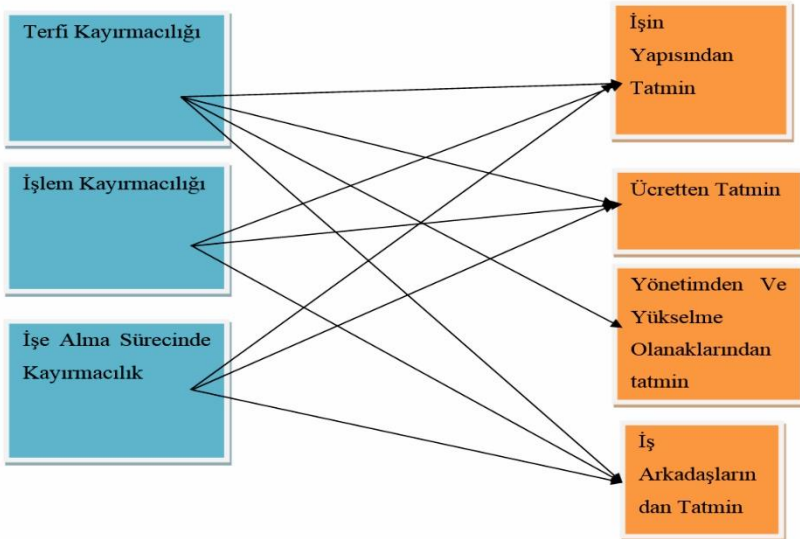 Terfi Kayırmacılığı
İşlem Kayırmacılığı
İşe Alma Sürecinde
Kayırmacılık
İşin
Yapısından
Tatmin
Ücretten Tatmin
Yönetimden Ve
Yükselme
Olanaklarından
tatmin
İş
Arkadaşların
dan Tatmin